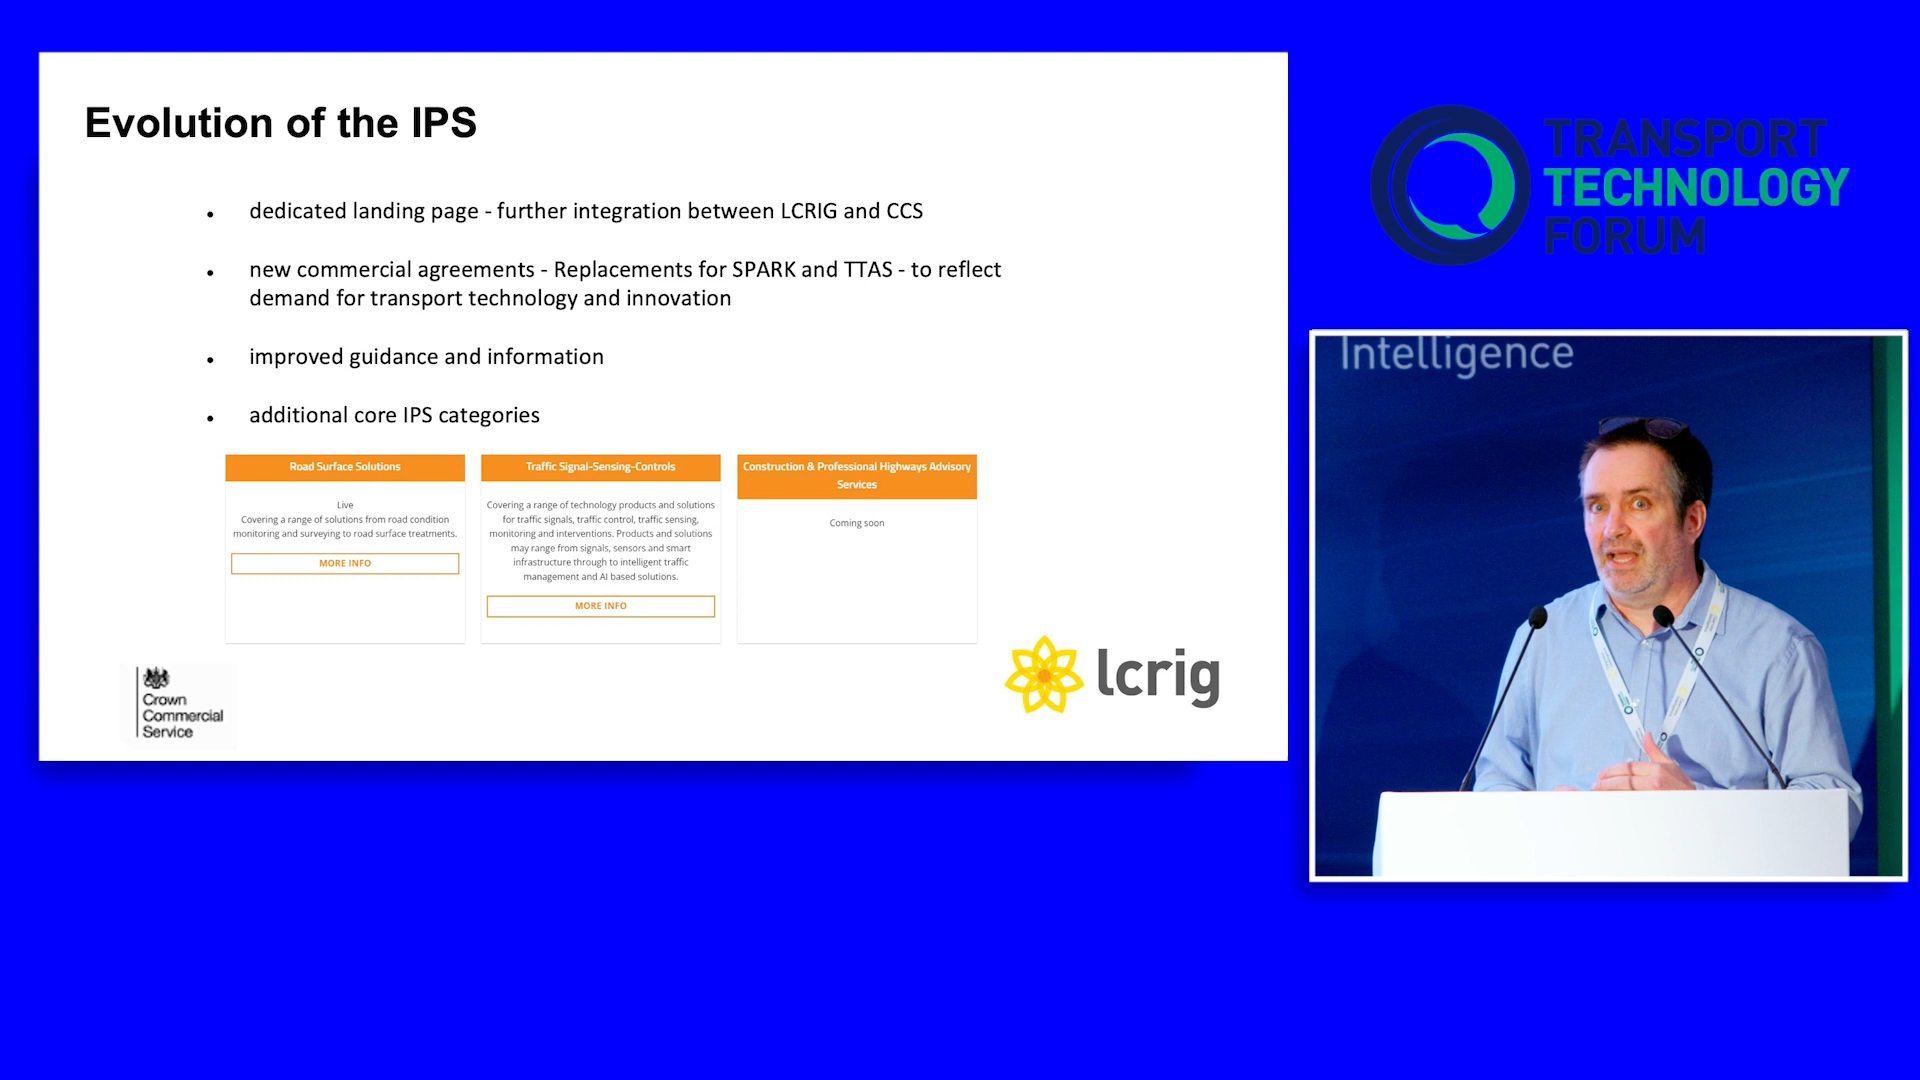 Evolution of the IPS
• dedicated landing page - further integration between LCRIG and CCS
• new commercial agreements - Replacements for SPARK and TTAS - to reflect
demand for transport technology and innovation
• improved guidance and information
• additional core IPS categories
Road Surface Solutions
Live
Covering a range of solutions from road condition
monitoring and surveying to road surface treatments.
MORE INFO
Traffic Signal-Sensing-Controls
Covering a range of technology products and solutions
for traffic signals, traffic control, traffic sensing,
monitoring and interventions. Products and solutions
may range from signals, sensors and smart
infrastructure through to intelligent traffic
management and AI based solutions.
MORE INFO
Construction & Professional Highways Advisory
Services
Coming soon
Crown
Commercial
Service
lcrig
TRANSPORT
TECHNOLOGY
FORUM
Intelligence